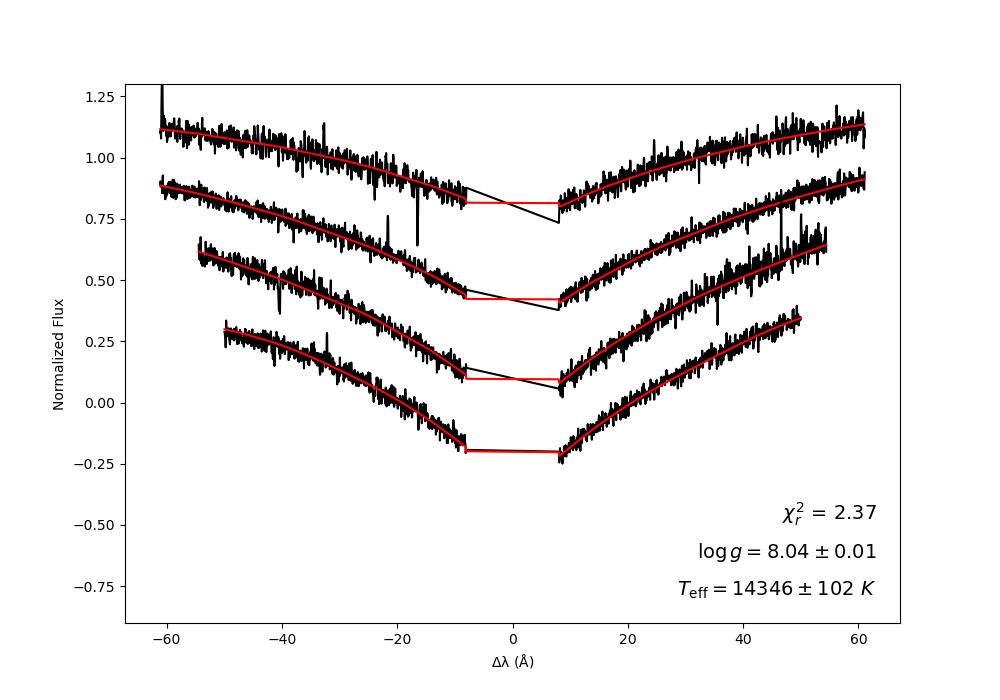 1.25
1.00
0.75
0.50
0.25
0.00
−0.25
−0.50
−0.75
Normalized Flux
χ²ᵣ = 2.37
log g = 8.04 ± 0.01
T_eff = 14346 ± 102 K
−60 −40 −20 0 20 40 60
Δλ (Å)